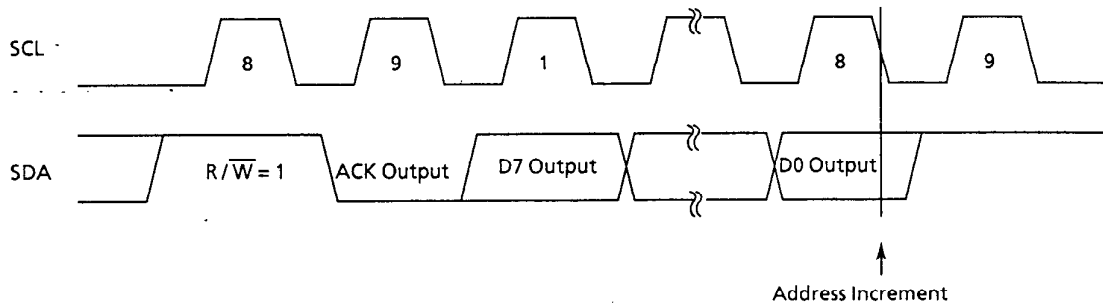 SCL
8 9 1 8 9
SDA
R/W̅ = 1 ACK Output D7 Output D0 Output
Address Increment